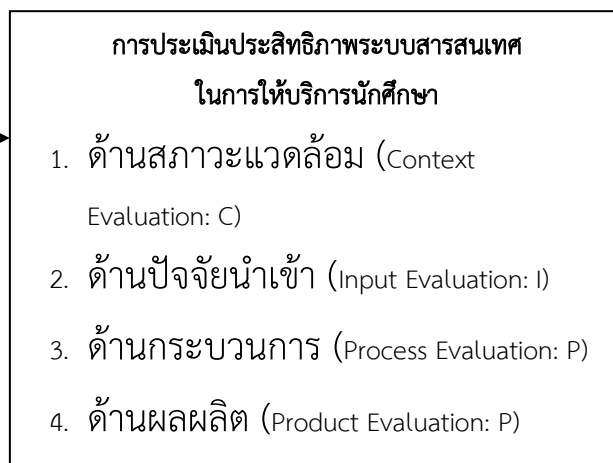 การประเมินประสิทธิภาพระบบสารสนเทศ
ในการให้บริการนักศึกษา
1. ด้านสภาวะแวดล้อม (Context
Evaluation: C)
2. ด้านปัจจัยนำเข้า (Input Evaluation: I)
3. ด้านกระบวนการ (Process Evaluation: P)
4. ด้านผลผลิต (Product Evaluation: P)